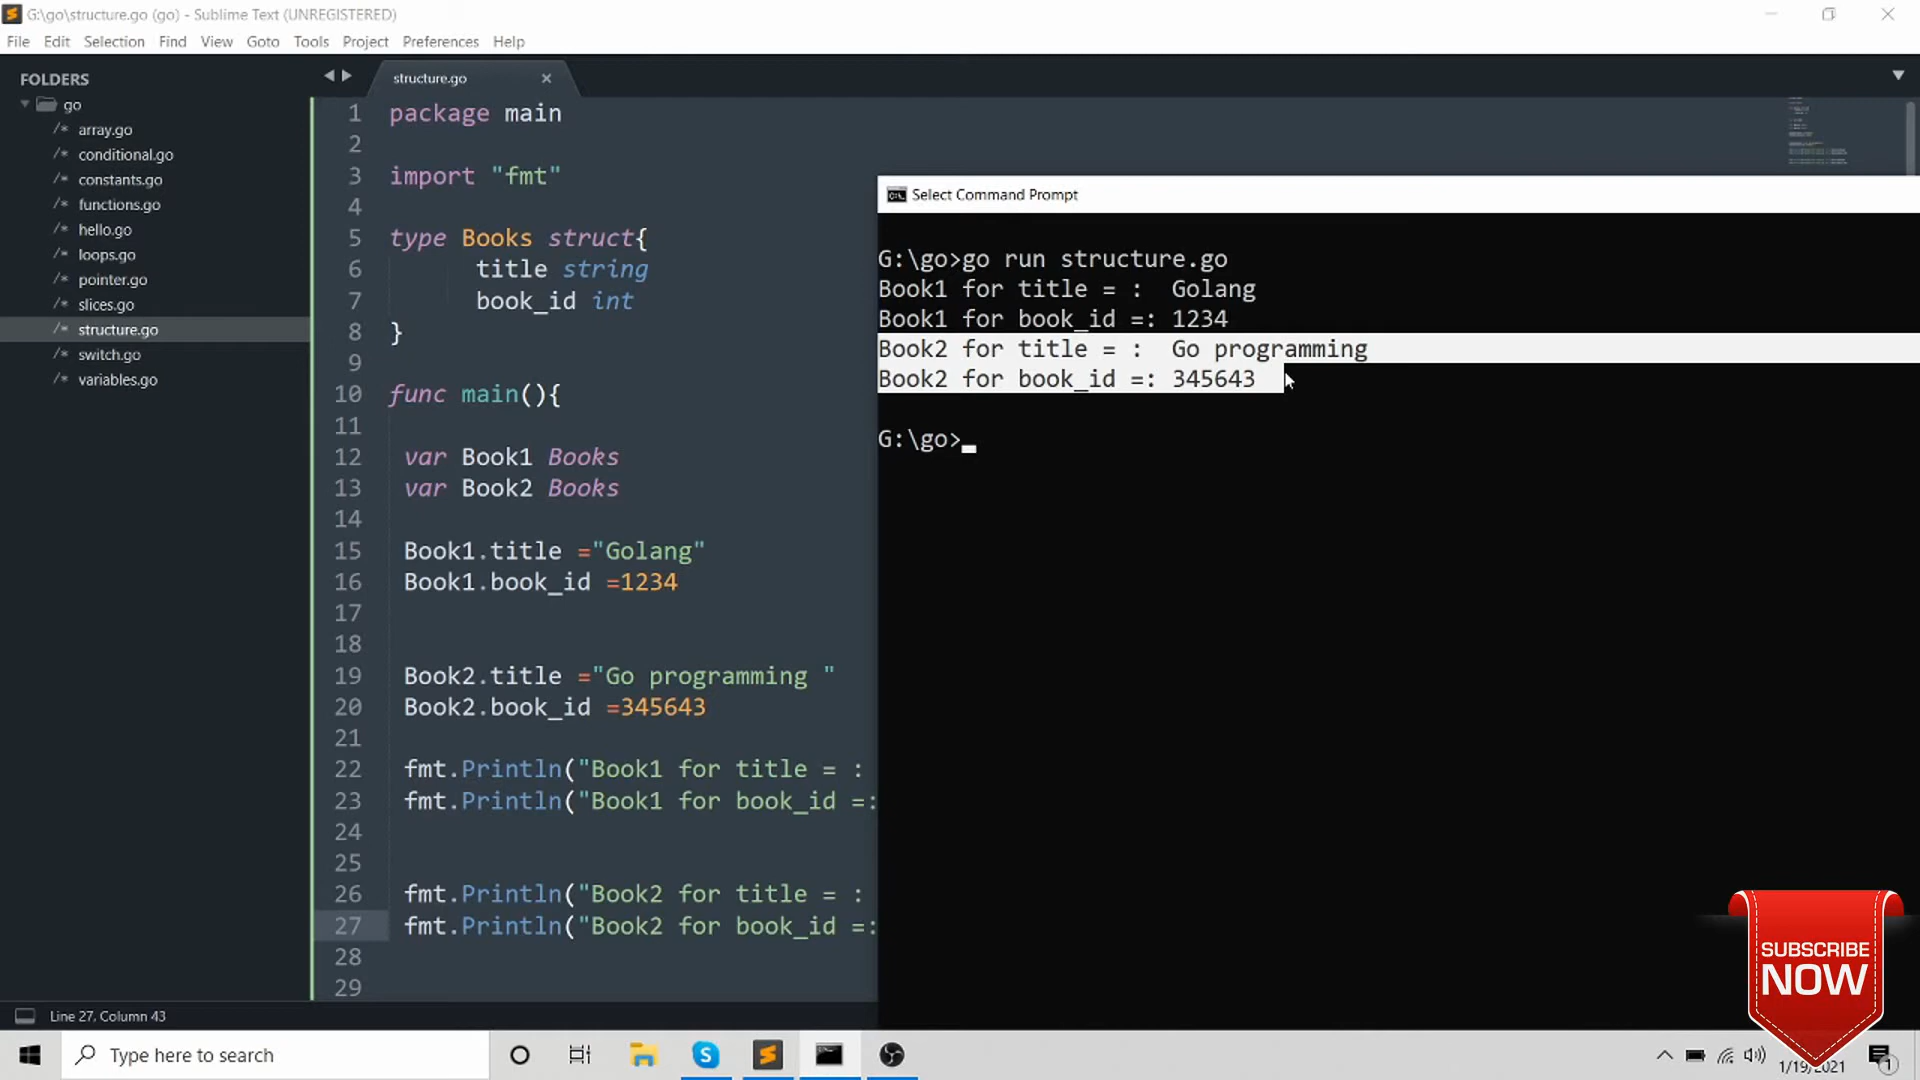 G:\go\structure.go (go) - Sublime Text (UNREGISTERED)
File Edit Selection Find View Goto Tools Project Preferences Help
FOLDERS
go
/* array.go
/* conditional.go
/* constants.go
/* functions.go
/* hello.go
/* loops.go
/* pointer.go
/* slices.go
/* structure.go
/* switch.go
/* variables.go
structure.go
1 package main
2
3 import "fmt"
4
5 type Books struct{
6 title string
7 book_id int
8 }
9
10 func main(){
11
12 var Book1 Books
13 var Book2 Books
14
15 Book1.title ="Golang"
16 Book1.book_id =1234
17
18
19 Book2.title ="Go programming "
20 Book2.book_id =345643
21
22 fmt.Println("Book1 for title = :
23 fmt.Println("Book1 for book_id =:
24
25
26 fmt.Println("Book2 for title = :
27 fmt.Println("Book2 for book_id =:
28
29
Select Command Prompt
G:\go>go run structure.go
Book1 for title = :  Golang
Book1 for book_id =: 1234
Book2 for title = :  Go programming
Book2 for book_id =: 345643
G:\go>
SUBSCRIBE
NOW
Line 27, Column 43
Type here to search
1/19/2021
1